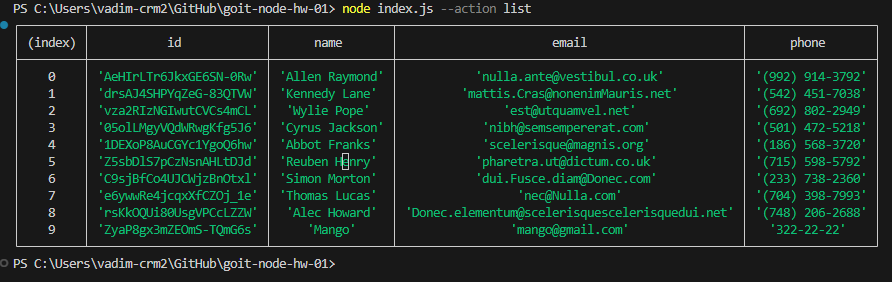 PS C:\Users\vadim-crm2\GitHub\goit-node-hw-01> node index.js --action list
(index) id name email phone
0 'AeHIrLTr6JkxGE6SN-0Rw' 'Allen Raymond' 'nulla.ante@vestibul.co.uk' '(992) 914-3792'
1 'drsAJ4SHPYqZeG-83QTVW' 'Kennedy Lane' 'mattis.Cras@nonenimMauris.net' '(542) 451-7038'
2 'vza2RIzNGIwutCVCs4mCL' 'Wylie Pope' 'est@utquamvel.net' '(692) 802-2949'
3 '05olLMgyVQdWRwgKfg5J6' 'Cyrus Jackson' 'nibh@semsempererat.com' '(501) 472-5218'
4 '1DEXoP8AuCGYc1YgoQ6hw' 'Abbot Franks' 'scelerisque@magnis.org' '(186) 568-3720'
5 'Z5sbDlS7pCzNsnAHLtDJd' 'Reuben Henry' 'pharetra.ut@dictum.co.uk' '(715) 598-5792'
6 'C9sjBfCo4UJCWjzBnOtxl' 'Simon Morton' 'dui.Fusce.diam@Donec.com' '(233) 738-2360'
7 'e6ywwRe4jcqxXfCZOj_1e' 'Thomas Lucas' 'nec@Nulla.com' '(704) 398-7993'
8 'rsKkOQUi80UsgVPCcLZZW' 'Alec Howard' 'Donec.elementum@scelerisquescelerisquedui.net' '(748) 206-2688'
9 'ZyaP8gx3mZEOmS-TQmG6s' 'Mango' 'mango@gmail.com' '322-22-22'
PS C:\Users\vadim-crm2\GitHub\goit-node-hw-01>